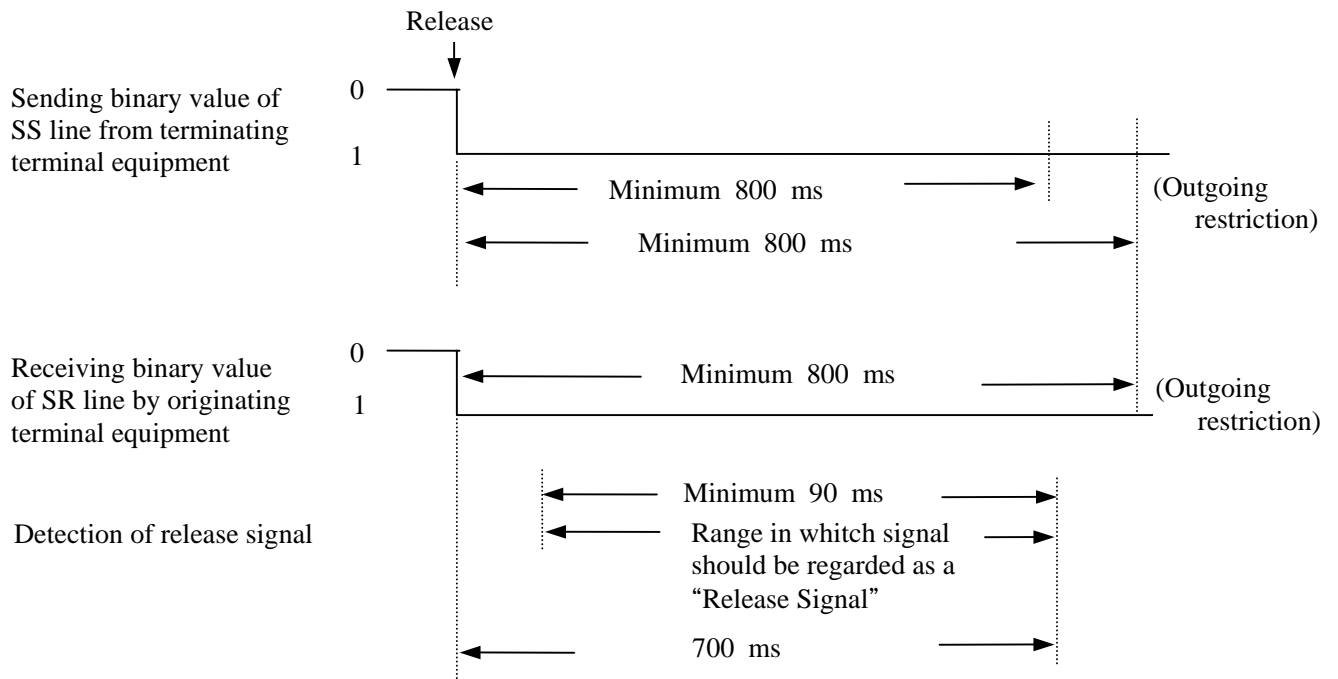 Release
Sending binary value of
SS line from terminating
terminal equipment
0
1
Minimum 800 ms
(Outgoing
restriction)
Minimum 800 ms
Receiving binary value
of SR line by originating
terminal equipment
0
1
Minimum 800 ms
(Outgoing
restriction)
Detection of release signal
Minimum 90 ms
Range in whitch signal
should be regarded as a
“Release Signal”
700 ms